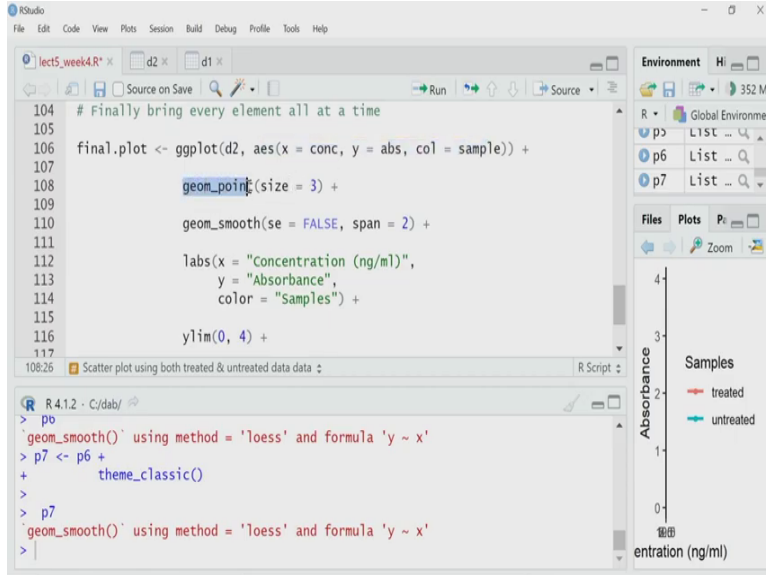 RStudio
File Edit Code View Plots Session Build Debug Profile Tools Help
lect5_week4.R* × d2 × d1 ×
Source on Save Run Source
104 # Finally bring every element all at a time
105
106 final.plot <- ggplot(d2, aes(x = conc, y = abs, col = sample)) +
107
108 geom_point(size = 3) +
109
110 geom_smooth(se = FALSE, span = 2) +
111
112 labs(x = "Concentration (ng/ml)",
113 y = "Absorbance",
114 color = "Samples") +
115
116 ylim(0, 4) +
117
108:26 Scatter plot using both treated & untreated data data R Script
R 4.1.2 · C:/dab/
> p6
`geom_smooth()` using method = 'loess' and formula 'y ~ x'
> p7 <- p6 +
+ theme_classic()
>
> p7
`geom_smooth()` using method = 'loess' and formula 'y ~ x'
>
Environment Hi
352 M
R Global Environme
p5 List …
p6 List …
p7 List …
Files Plots Pa
Zoom
4
3
2
1
0
Absorbance
Samples
treated
untreated
entration (ng/ml)